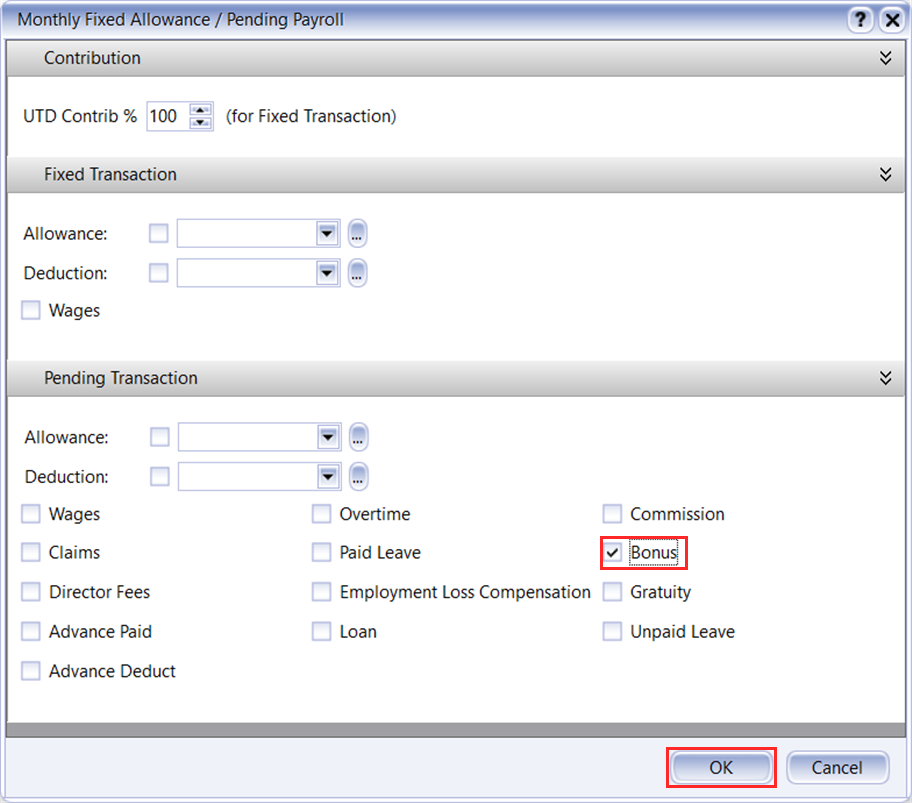 Monthly Fixed Allowance / Pending Payroll ?
Contribution
UTD Contrib % 100 (for Fixed Transaction)
Fixed Transaction
Allowance: ...
Deduction: ...
Wages
Pending Transaction
Allowance: ...
Deduction: ...
Wages Overtime Commission
Claims Paid Leave Bonus
Director Fees Employment Loss Compensation Gratuity
Advance Paid Loan Unpaid Leave
Advance Deduct
OK Cancel